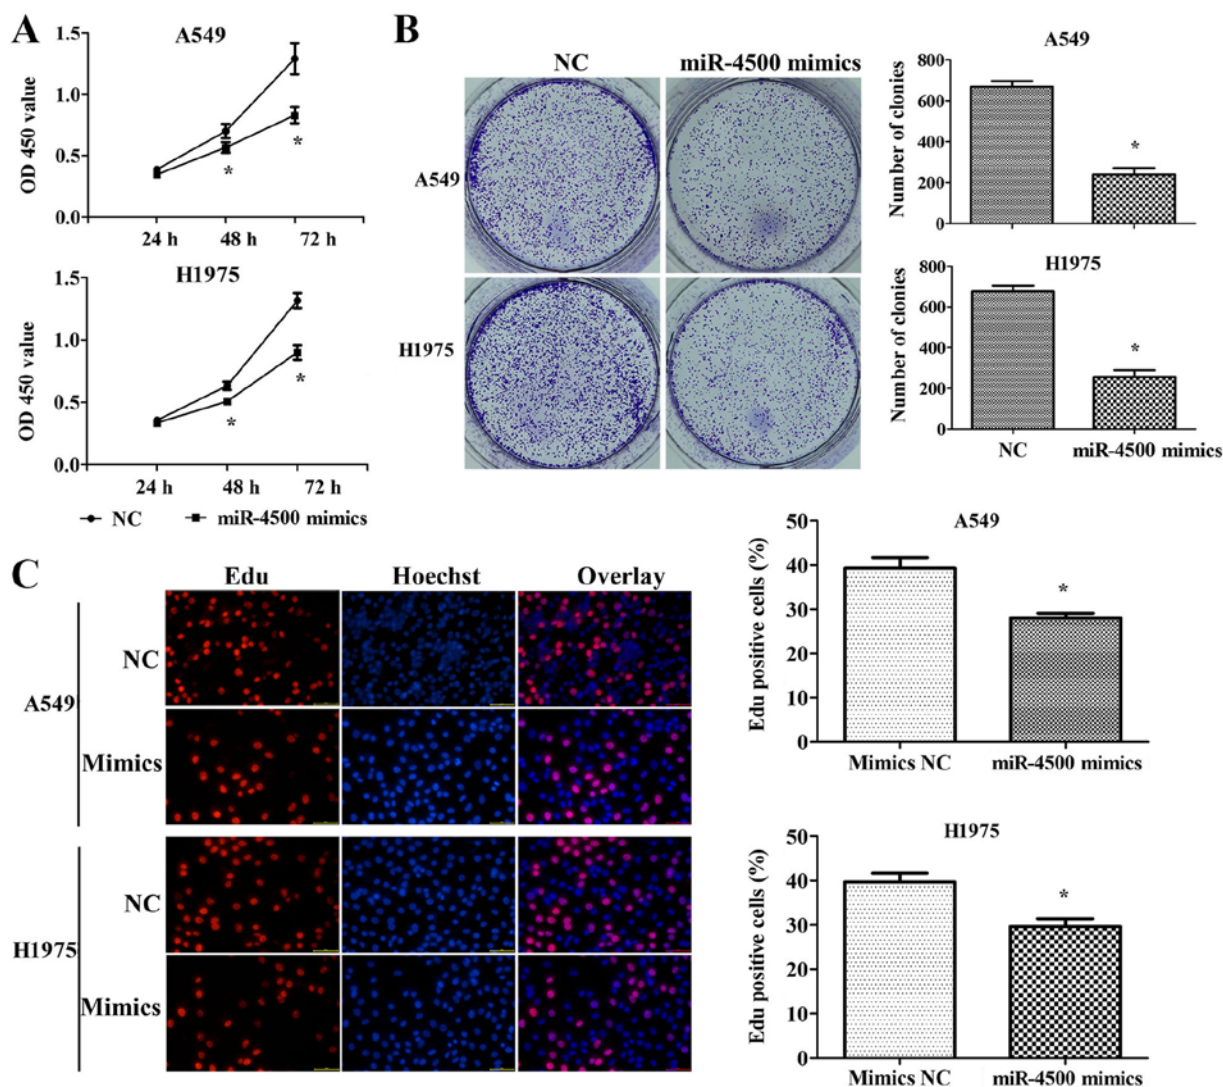 A
A549
OD 450 value
1.5
1.0
0.5
0.0
*
*
24 h 48 h 72 h
H1975
OD 450 value
1.5
1.0
0.5
0.0
*
*
24 h 48 h 72 h
NC miR-4500 mimics
B
NC miR-4500 mimics
A549
H1975
A549
Number of clonies
800
600
400
200
0
*
H1975
Number of clonies
800
600
400
200
0
*
NC miR-4500 mimics
C
Edu Hoechst Overlay
A549
NC
Mimics
H1975
NC
Mimics
A549
Edu positive cells (%)
50
40
30
20
10
0
*
Mimics NC miR-4500 mimics
H1975
Edu positive cells (%)
50
40
30
20
10
0
*
Mimics NC miR-4500 mimics